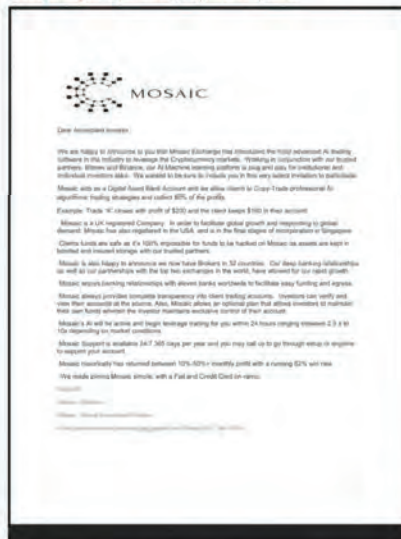 MOSAIC
Dear Accredited Investor,
We are happy to announce to you that Mosaic Exchange has introduced the most advanced AI trading
software in the industry to leverage the Cryptocurrency markets. Working in conjunction with our trusted
partners, Bitmex and Binance, our AI/Machine learning platform is plug and play for institutional and
individual investors alike. We wanted to be sure to include you in this very select invitation to participate.
Mosaic acts as a Digital Asset Bank Account and we allow clients to Copy-Trade professional AI
algorithmic trading strategies and collect 80% of the profits.
Example: Trade "A" closes with profit of $200 and the client keeps $160 in their account.
Mosaic is a UK registered Company. In order to facilitate global growth and responding to global
demand, Mosaic has also registered in the USA and is in the final stages of incorporation in Singapore.
Clients funds are safe as it's 100% impossible for funds to be hacked on Mosaic as assets are kept in
bonded and insured storage with our trusted partners.
Mosaic is also happy to announce we now have Brokers in 32 countries. Our deep banking relationships
as well as our partnerships with the top two exchanges in the world, have allowed for our rapid growth.
Mosaic enjoys banking relationships with eleven banks worldwide to facilitate easy funding and egress.
Mosaic always provides complete transparency into client trading accounts. Investors can verify and
view their accounts at the source. Also, Mosaic allows an optional plan that allows investors to maintain
their own funds wherein the investor maintains exclusive control of their account.
Mosaic's AI will be active and begin leverage trading for you within 24 hours ranging between 2.5 x to
10x depending on market conditions.
Mosaic Support is available 24/7 365 days per year and you may call us to go through setup or anytime
to support your account.
Mosaic historically has returned between 10%-50%+ monthly profit with a running 82% win rate.
We made joining Mosaic simple, with a Fiat and Credit Card on-ramp.